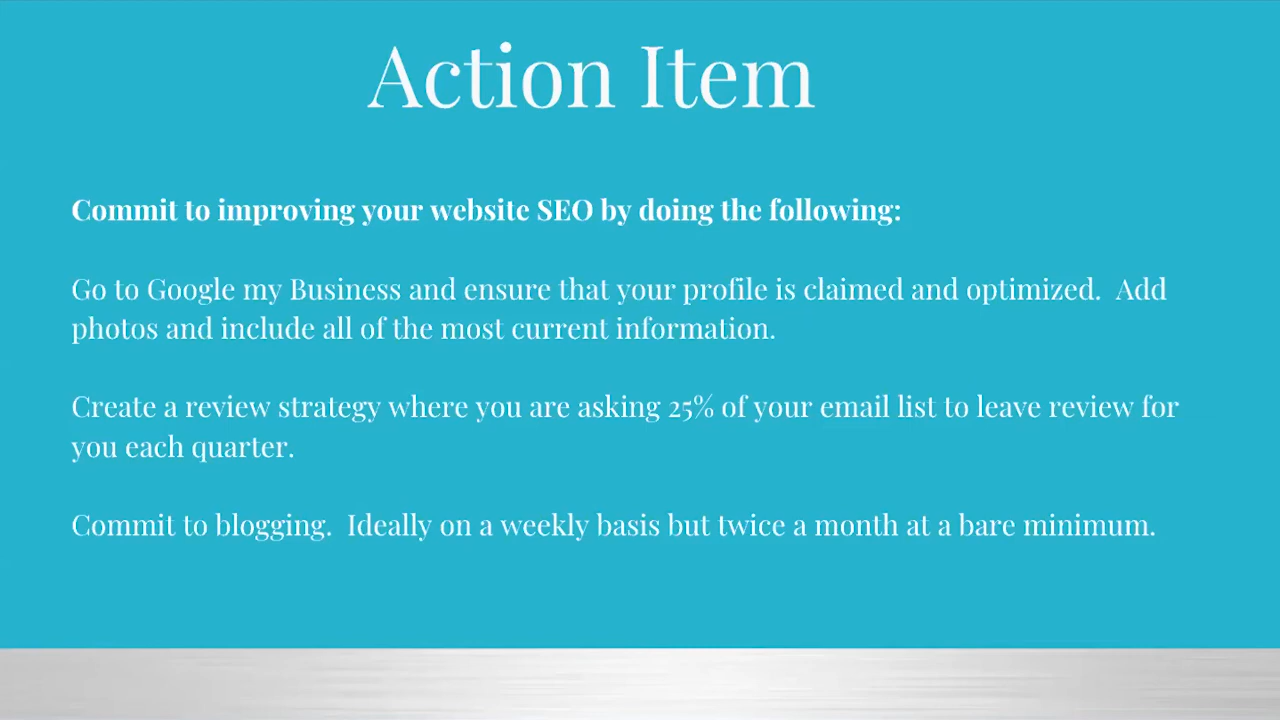 Action Item
Commit to improving your website SEO by doing the following:
Go to Google my Business and ensure that your profile is claimed and optimized.  Add
photos and include all of the most current information.
Create a review strategy where you are asking 25% of your email list to leave review for
you each quarter.
Commit to blogging.  Ideally on a weekly basis but twice a month at a bare minimum.